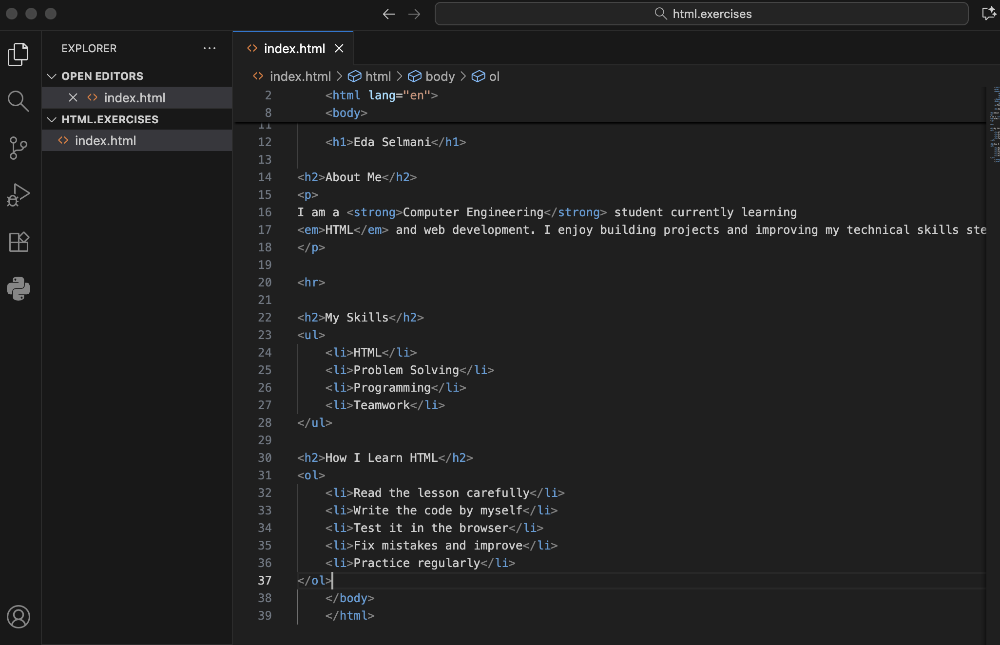 html.exercises
EXPLORER
OPEN EDITORS
index.html
HTML.EXERCISES
index.html
index.html
index.html > html > body > ol
2 <html lang="en">
8 <body>
11
12 <h1>Eda Selmani</h1>
13
14 <h2>About Me</h2>
15 <p>
16 I am a <strong>Computer Engineering</strong> student currently learning
17 <em>HTML</em> and web development. I enjoy building projects and improving my technical skills ste
18 </p>
19
20 <hr>
21
22 <h2>My Skills</h2>
23 <ul>
24 <li>HTML</li>
25 <li>Problem Solving</li>
26 <li>Programming</li>
27 <li>Teamwork</li>
28 </ul>
29
30 <h2>How I Learn HTML</h2>
31 <ol>
32 <li>Read the lesson carefully</li>
33 <li>Write the code by myself</li>
34 <li>Test it in the browser</li>
35 <li>Fix mistakes and improve</li>
36 <li>Practice regularly</li>
37 </ol>
38 </body>
39 </html>